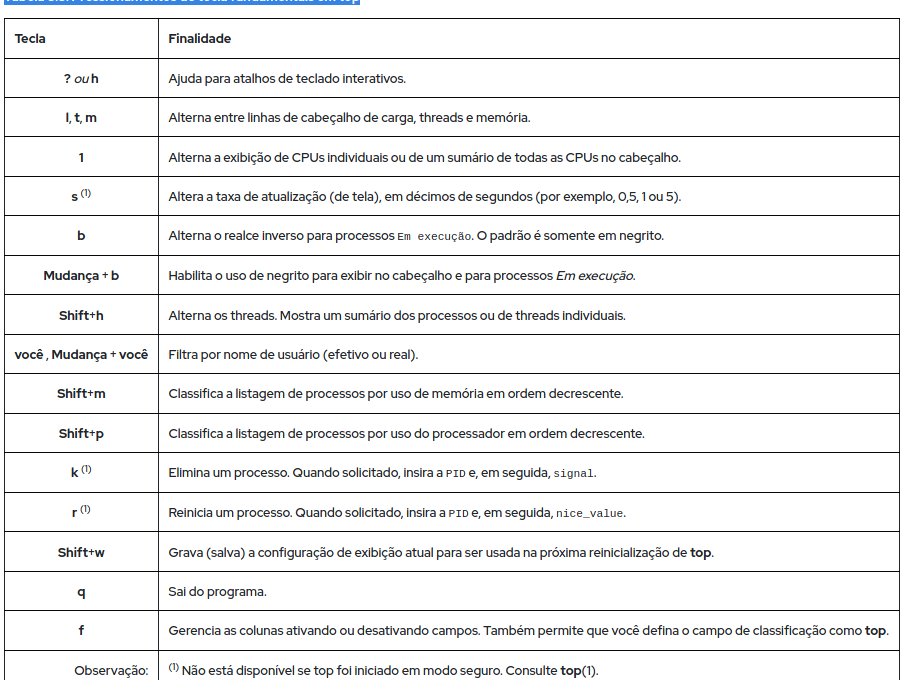 Tecla Finalidade
? ou h Ajuda para atalhos de teclado interativos.
l, t, m Alterna entre linhas de cabeçalho de carga, threads e memória.
1 Alterna a exibição de CPUs individuais ou de um sumário de todas as CPUs no cabeçalho.
s (1) Altera a taxa de atualização (de tela), em décimos de segundos (por exemplo, 0,5, 1 ou 5).
b Alterna o realce inverso para processos Em execução. O padrão é somente em negrito.
Mudança + b Habilita o uso de negrito para exibir no cabeçalho e para processos Em execução.
Shift+h Alterna os threads. Mostra um sumário dos processos ou de threads individuais.
você , Mudança + você Filtra por nome de usuário (efetivo ou real).
Shift+m Classifica a listagem de processos por uso de memória em ordem decrescente.
Shift+p Classifica a listagem de processos por uso do processador em ordem decrescente.
k (1) Elimina um processo. Quando solicitado, insira a PID e, em seguida, signal.
r (1) Reinicia um processo. Quando solicitado, insira a PID e, em seguida, nice_value.
Shift+w Grava (salva) a configuração de exibição atual para ser usada na próxima reinicialização de top.
q Sai do programa.
f Gerencia as colunas ativando ou desativando campos. Também permite que você defina o campo de classificação como top.
Observação: (1) Não está disponível se top foi iniciado em modo seguro. Consulte top(1).